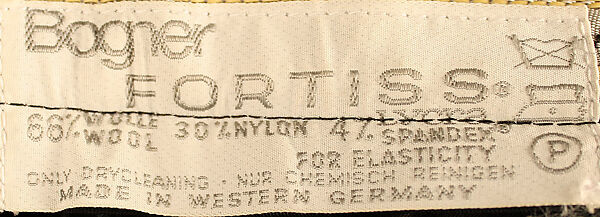 Bogner
FORTISS®
66% WOLLE WOOL 30% NYLON 4% LYCRA SPANDEX®
FOR ELASTICITY
P
ONLY DRYCLEANING - NUR CHEMISCH REINIGEN
MADE IN WESTERN GERMANY